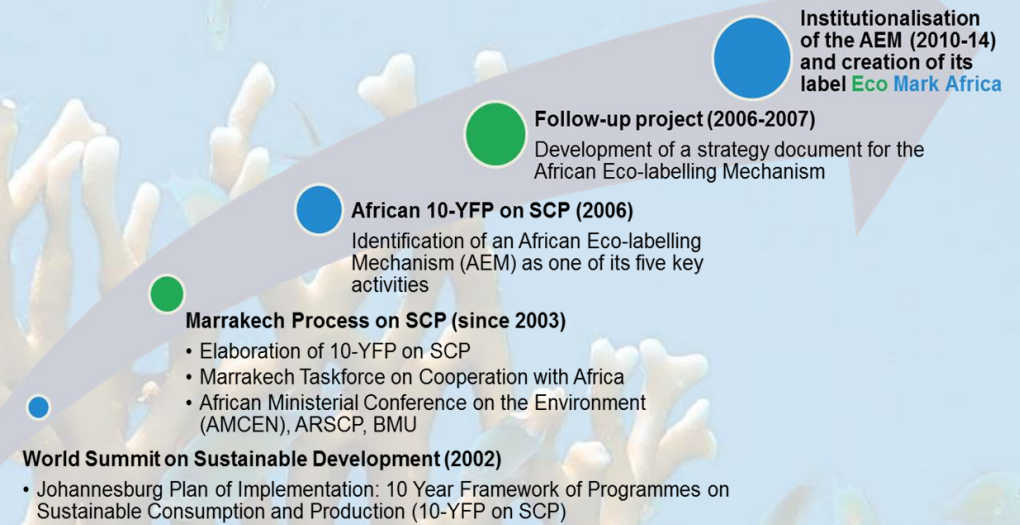 Institutionalisation
of the AEM (2010-14)
and creation of its
label Eco Mark Africa
Follow-up project (2006-2007)
Development of a strategy document for the
African Eco-labelling Mechanism
African 10-YFP on SCP (2006)
Identification of an African Eco-labelling
Mechanism (AEM) as one of its five key
activities
Marrakech Process on SCP (since 2003)
• Elaboration of 10-YFP on SCP
• Marrakech Taskforce on Cooperation with Africa
• African Ministerial Conference on the Environment
(AMCEN), ARSCP, BMU
World Summit on Sustainable Development (2002)
• Johannesburg Plan of Implementation: 10 Year Framework of Programmes on
Sustainable Consumption and Production (10-YFP on SCP)